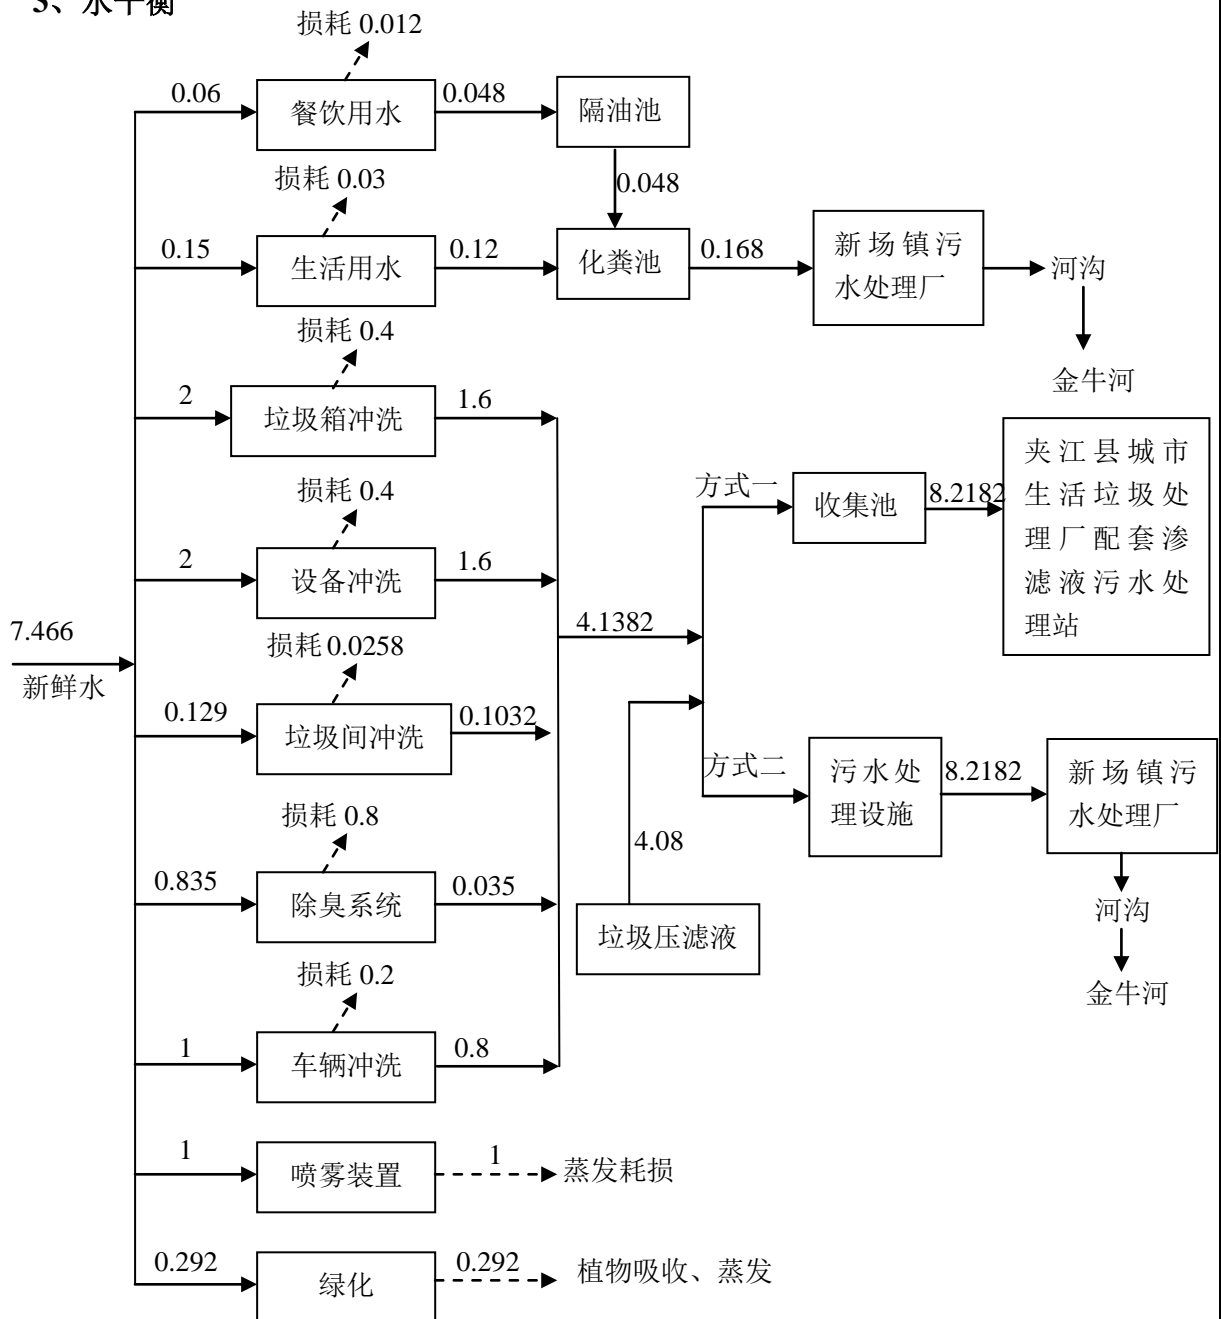 水平衡
损耗 0.012
0.06
餐饮用水
0.048
隔油池
0.048
损耗 0.03
0.15
生活用水
0.12
化粪池
0.168
新场镇污
水处理厂
河沟
金牛河
损耗 0.4
2
垃圾箱冲洗
1.6
损耗 0.4
2
设备冲洗
1.6
7.466
新鲜水
损耗 0.0258
0.129
垃圾间冲洗
0.1032
4.1382
方式一
收集池
8.2182
夹江县城市
生活垃圾处
理厂配套渗
滤液污水处
理站
方式二
污水处
理设施
8.2182
新场镇污
水处理厂
河沟
金牛河
4.08
垃圾压滤液
损耗 0.8
0.835
除臭系统
0.035
损耗 0.2
1
车辆冲洗
0.8
1
喷雾装置
1
蒸发耗损
0.292
绿化
0.292
植物吸收、蒸发